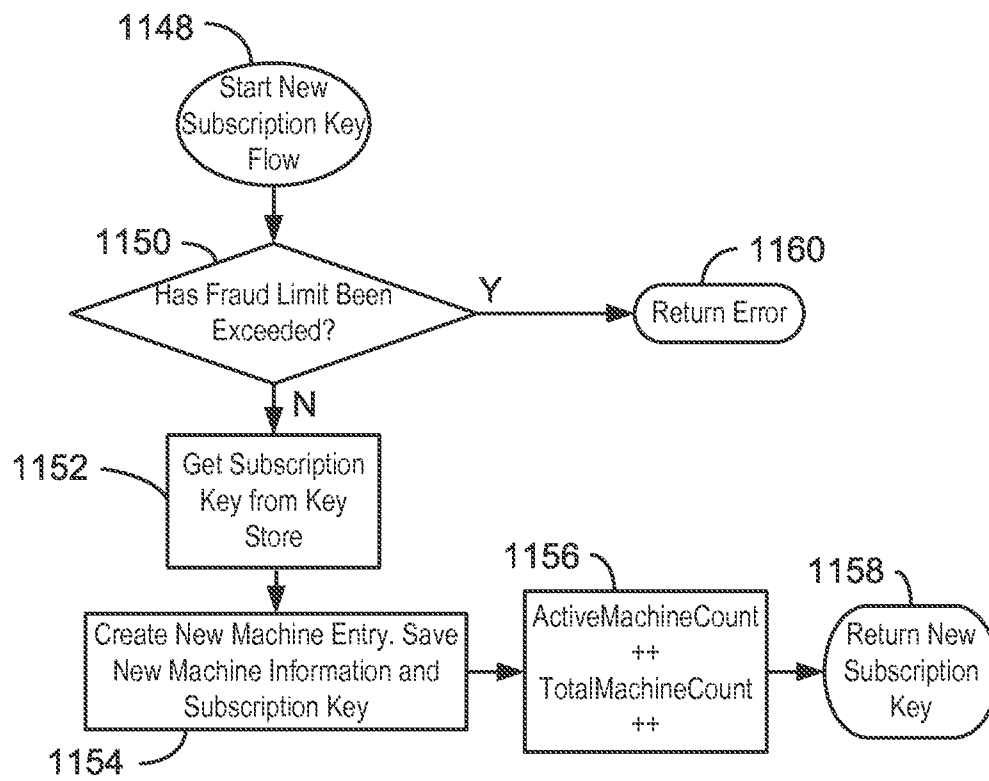 1148
Start New
Subscription Key
Flow
1150
Has Fraud Limit Been
Exceeded?
Y
1160
Return Error
N
1152
Get Subscription
Key from Key
Store
1154
Create New Machine Entry. Save
New Machine Information and
Subscription Key
1156
ActiveMachineCount
++
TotalMachineCount
++
1158
Return New
Subscription
Key